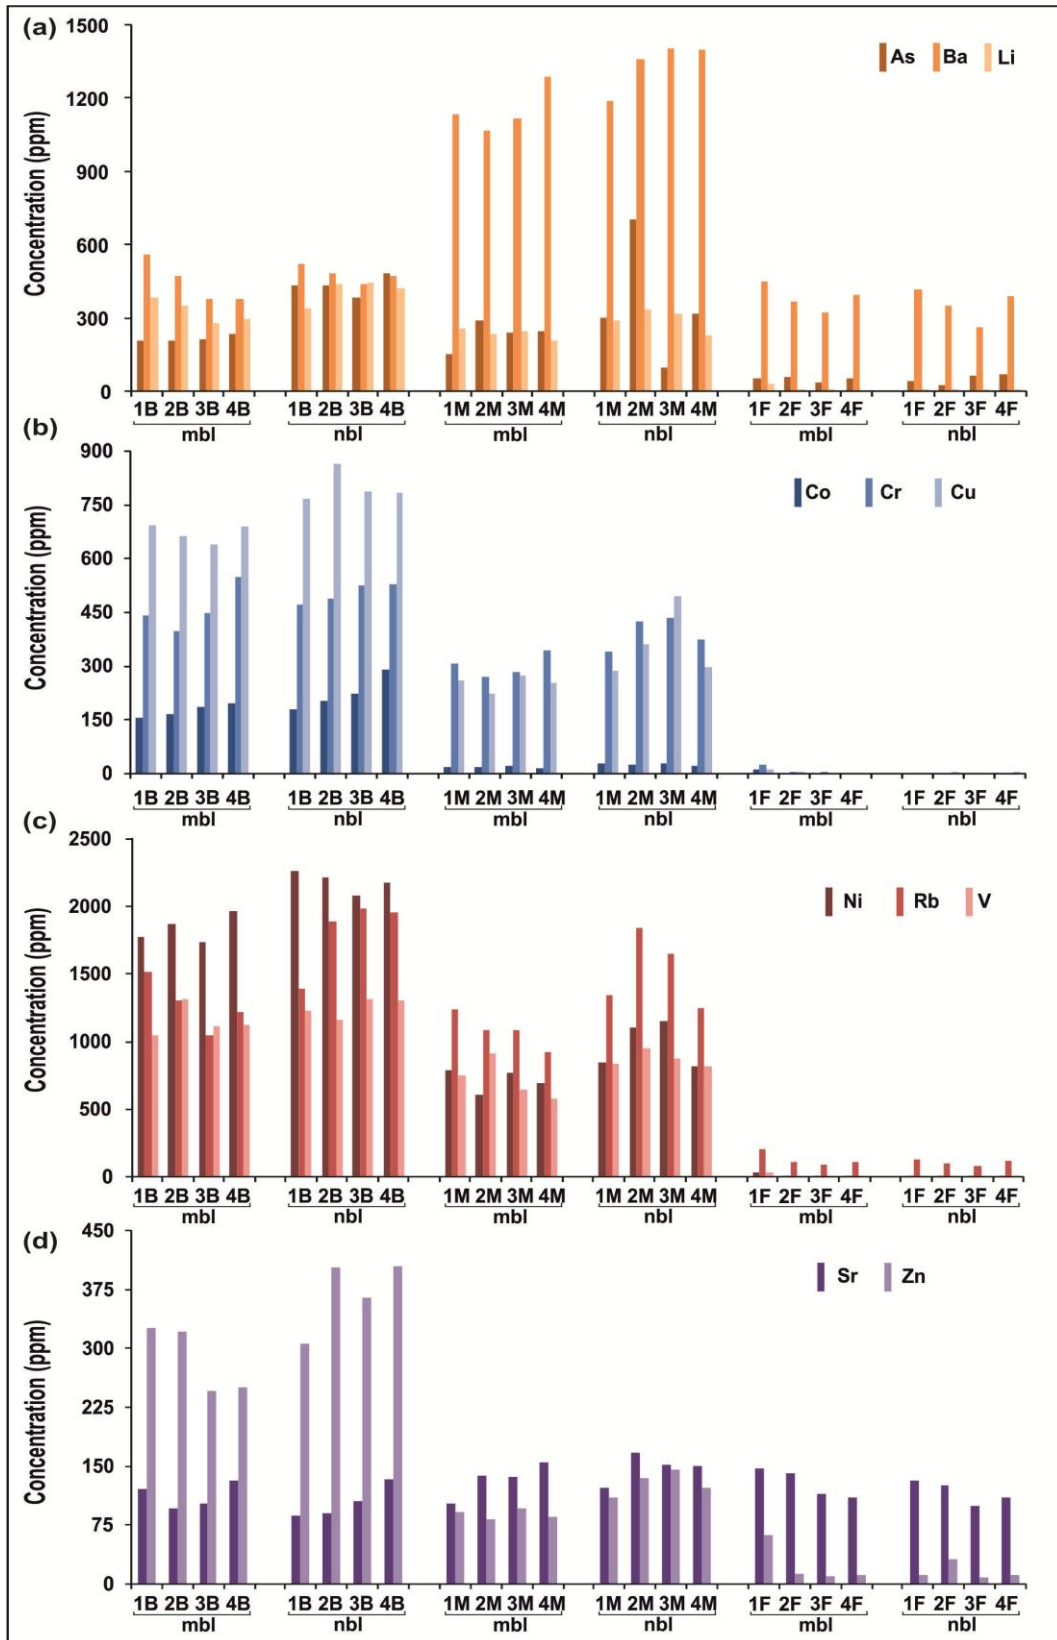 (a)
1500
As Ba Li
1200
900
600
300
0
Concentration (ppm)
1B 2B 3B 4B 1B 2B 3B 4B 1M 2M 3M 4M 1M 2M 3M 4M 1F 2F 3F 4F 1F 2F 3F 4F
mbl nbl mbl nbl mbl nbl
(b)
900
Co Cr Cu
750
600
450
300
150
0
Concentration (ppm)
1B 2B 3B 4B 1B 2B 3B 4B 1M 2M 3M 4M 1M 2M 3M 4M 1F 2F 3F 4F 1F 2F 3F 4F
mbl nbl mbl nbl mbl nbl
(c)
2500
Ni Rb V
2000
1500
1000
500
0
Concentration (ppm)
1B 2B 3B 4B 1B 2B 3B 4B 1M 2M 3M 4M 1M 2M 3M 4M 1F 2F 3F 4F 1F 2F 3F 4F
mbl nbl mbl nbl mbl nbl
(d)
450
Sr Zn
375
300
225
150
75
0
Concentration (ppm)
1B 2B 3B 4B 1B 2B 3B 4B 1M 2M 3M 4M 1M 2M 3M 4M 1F 2F 3F 4F 1F 2F 3F 4F
mbl nbl mbl nbl mbl nbl